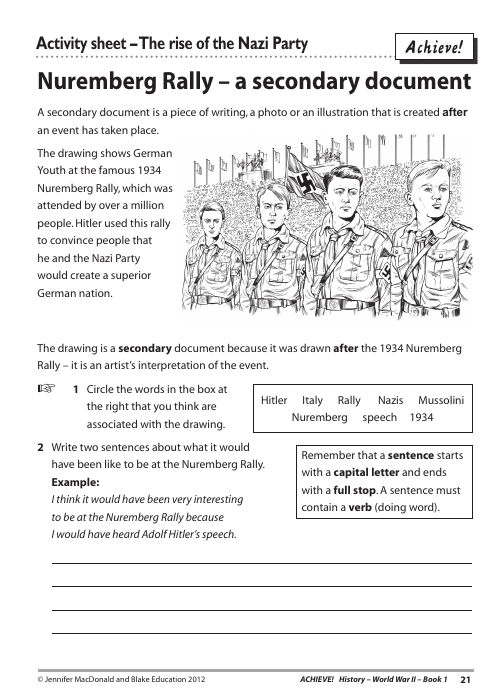 Activity sheet – The rise of the Nazi Party
Achieve!
Nuremberg Rally – a secondary document
A secondary document is a piece of writing, a photo or an illustration that is created after
an event has taken place.
The drawing shows German
Youth at the famous 1934
Nuremberg Rally, which was
attended by over a million
people. Hitler used this rally
to convince people that
he and the Nazi Party
would create a superior
German nation.
The drawing is a secondary document because it was drawn after the 1934 Nuremberg
Rally – it is an artist's interpretation of the event.
1 Circle the words in the box at
the right that you think are
associated with the drawing.
Hitler Italy Rally Nazis Mussolini
Nuremberg speech 1934
2 Write two sentences about what it would
have been like to be at the Nuremberg Rally.
Example:
I think it would have been very interesting
to be at the Nuremberg Rally because
I would have heard Adolf Hitler's speech.
Remember that a sentence starts
with a capital letter and ends
with a full stop. A sentence must
contain a verb (doing word).
© Jennifer MacDonald and Blake Education 2012
ACHIEVE! History – World War II – Book 1 21